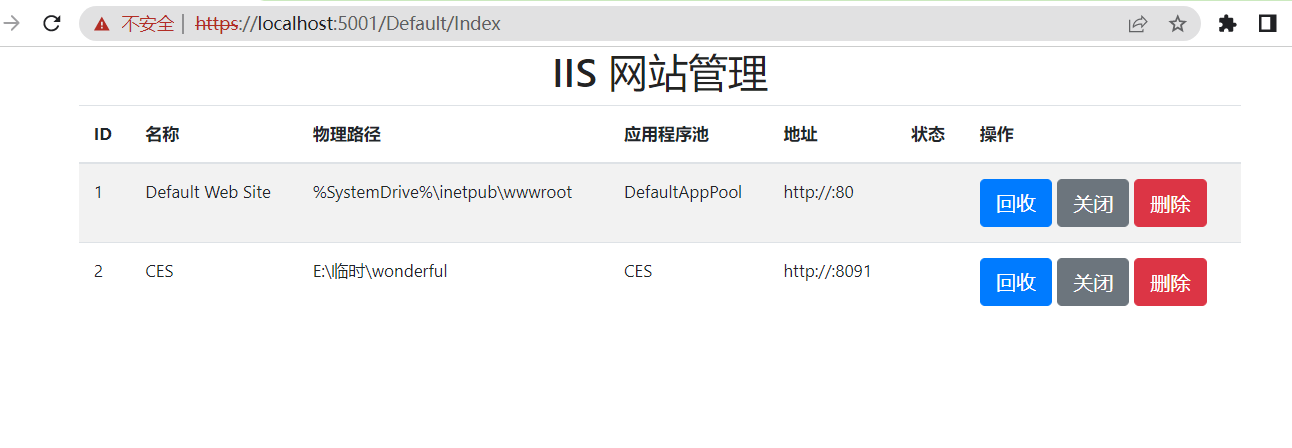 不安全 | https://localhost:5001/Default/Index
IIS 网站管理
ID 名称 物理路径 应用程序池 地址 状态 操作
1 Default Web Site %SystemDrive%\inetpub\wwwroot DefaultAppPool http://:80 回收 关闭 删除
2 CES E:\临时\wonderful CES http://:8091 回收 关闭 删除